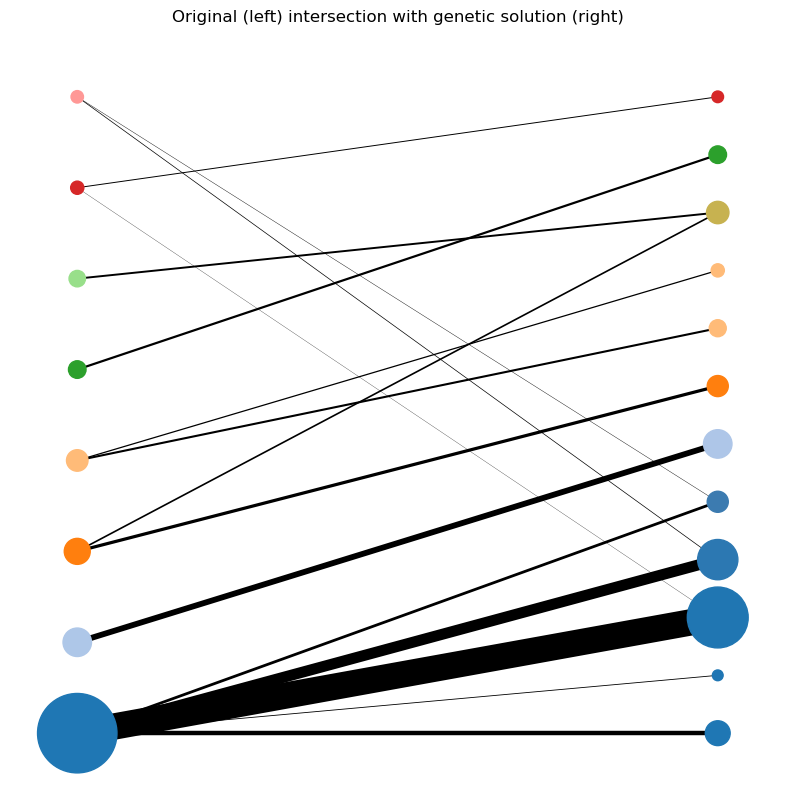 Original (left) intersection with genetic solution (right)